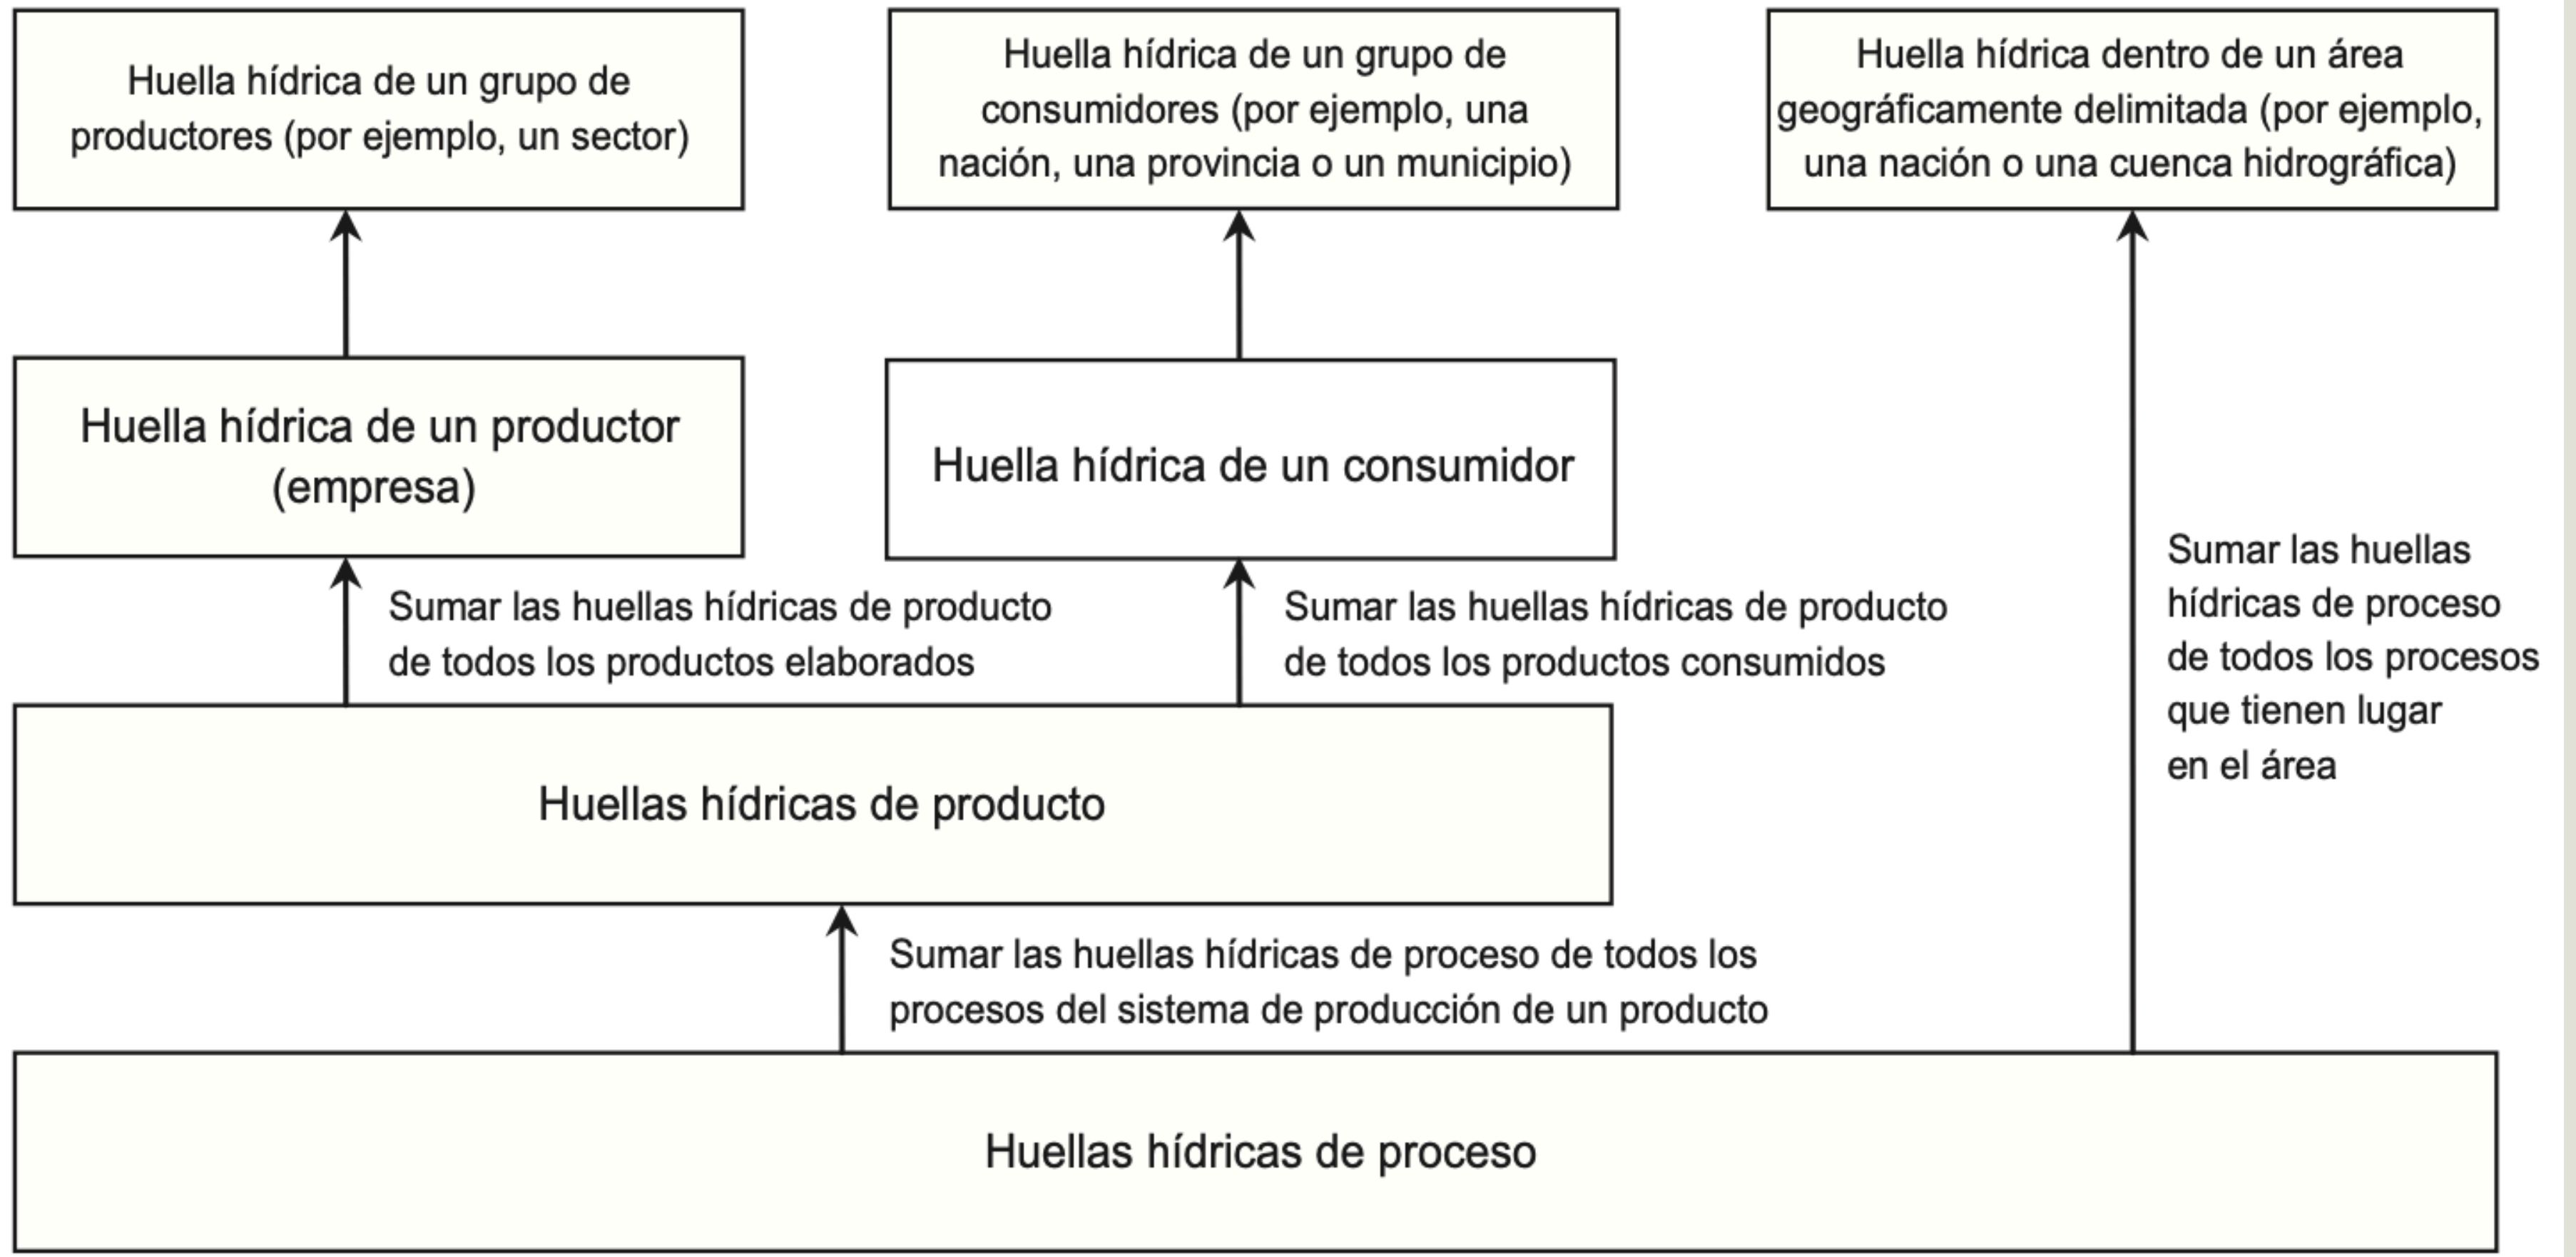 Huella hídrica de un grupo de
productores (por ejemplo, un sector)
Huella hídrica de un grupo de
consumidores (por ejemplo, una
nación, una provincia o un municipio)
Huella hídrica dentro de un área
geográficamente delimitada (por ejemplo,
una nación o una cuenca hidrográfica)
Huella hídrica de un productor
(empresa)
Huella hídrica de un consumidor
Sumar las huellas hídricas de producto
de todos los productos elaborados
Sumar las huellas hídricas de producto
de todos los productos consumidos
Sumar las huellas
hídricas de proceso
de todos los procesos
que tienen lugar
en el área
Huellas hídricas de producto
Sumar las huellas hídricas de proceso de todos los
procesos del sistema de producción de un producto
Huellas hídricas de proceso